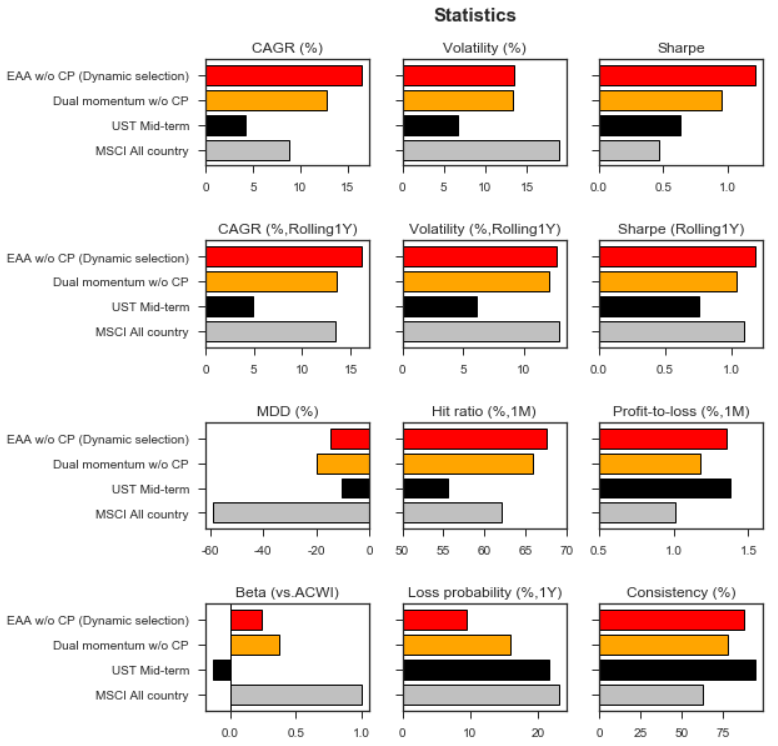 Statistics
CAGR (%)
Volatility (%)
Sharpe
EAA w/o CP (Dynamic selection)
Dual momentum w/o CP
UST Mid-term
MSCI All country
0 5 10 15
0 5 10 15
0.0 0.5 1.0
CAGR (%,Rolling1Y)
Volatility (%,Rolling1Y)
Sharpe (Rolling1Y)
EAA w/o CP (Dynamic selection)
Dual momentum w/o CP
UST Mid-term
MSCI All country
0 5 10 15
0 5 10
0.0 0.5 1.0
MDD (%)
Hit ratio (%,1M)
Profit-to-loss (%,1M)
EAA w/o CP (Dynamic selection)
Dual momentum w/o CP
UST Mid-term
MSCI All country
-60 -40 -20 0
50 55 60 65 70
0.5 1.0 1.5
Beta (vs.ACWI)
Loss probability (%,1Y)
Consistency (%)
EAA w/o CP (Dynamic selection)
Dual momentum w/o CP
UST Mid-term
MSCI All country
0.0 0.5 1.0
0 10 20
0 25 50 75